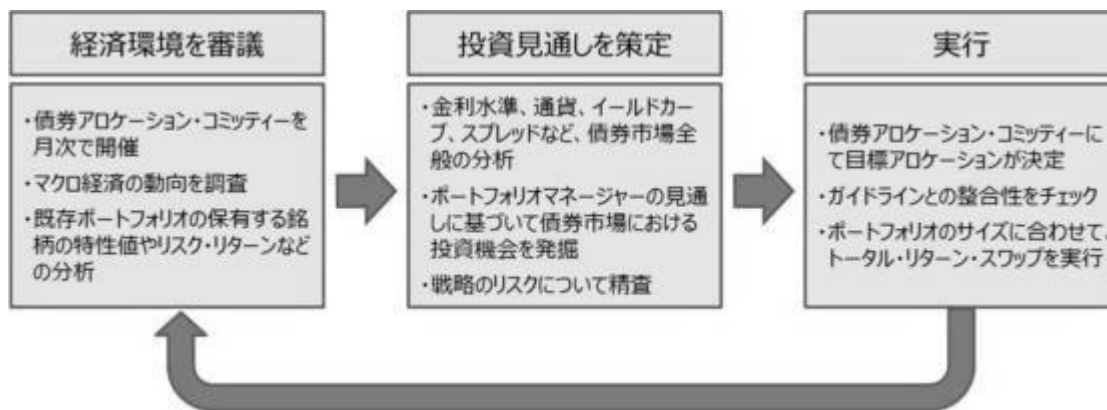 経済環境を審議
・債券アロケーション・コミッティーを
月次で開催
・マクロ経済の動向を調査
・既存ポートフォリオの保有する銘
柄の特性値やリスク・リターンなど
の分析
投資見通しを策定
・金利水準、通貨、イールドカー
ブ、スプレッドなど、債券市場全
般の分析
・ポートフォリオマネージャーの見通
しに基づいて債券市場における
投資機会を発掘
・戦略のリスクについて精査
実行
・債券アロケーション・コミッティーに
て目標アロケーションが決定
・ガイドラインとの整合性をチェック
・ポートフォリオのサイズに合わせて、
トータル・リターン・スワップを実行